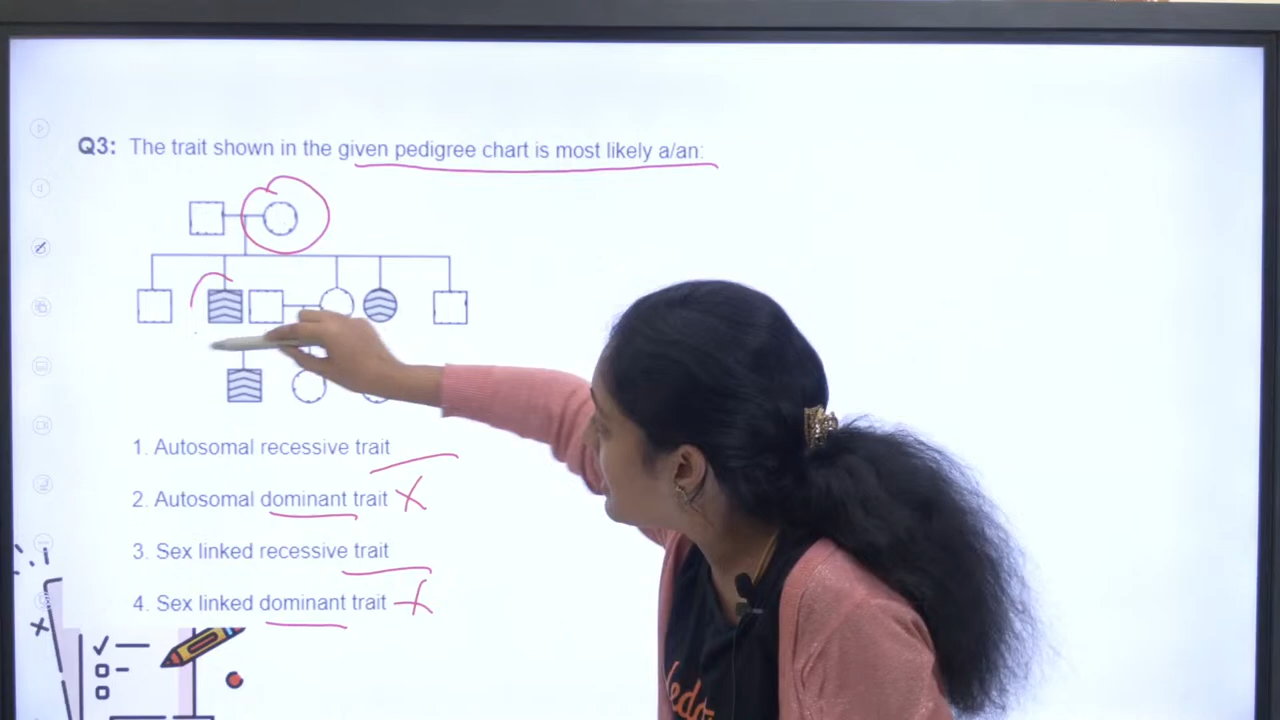 Q3: The trait shown in the given pedigree chart is most likely a/an:
1. Autosomal recessive trait
2. Autosomal dominant trait
3. Sex linked recessive trait
4. Sex linked dominant trait